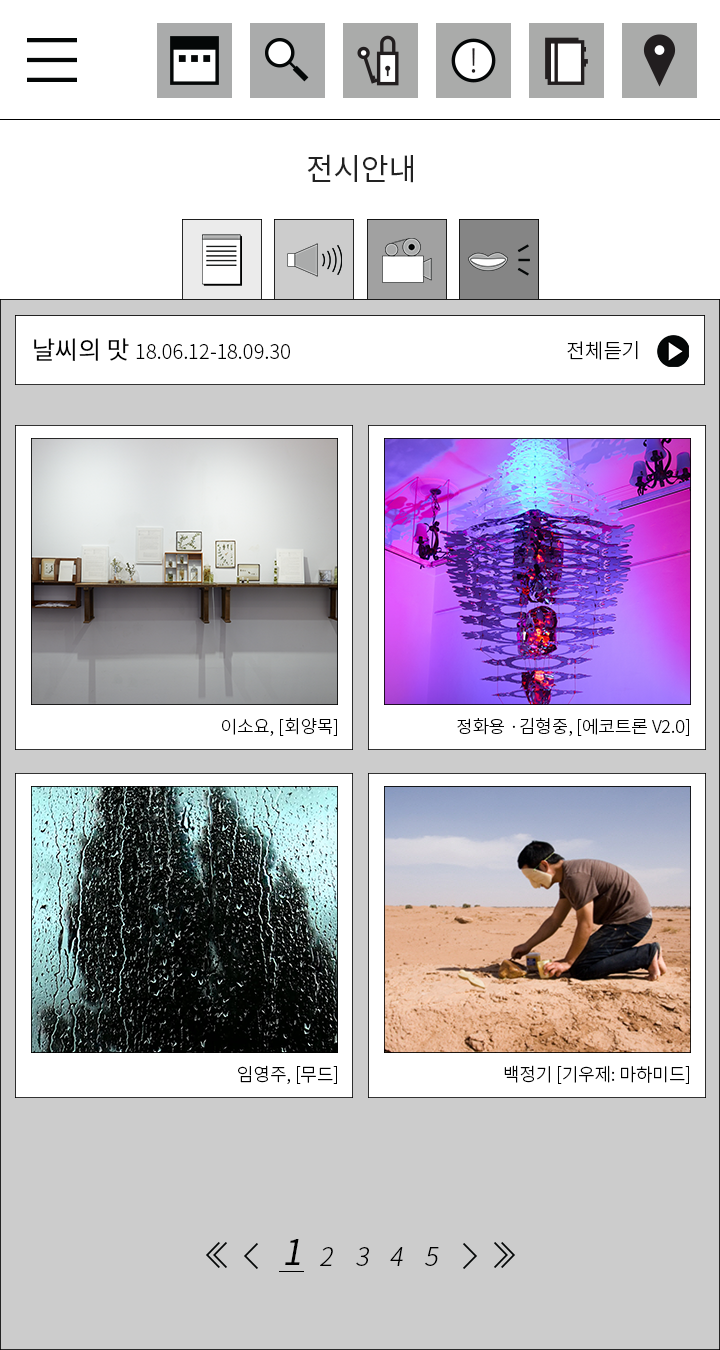 전시안내
날씨의 맛 18.06.12-18.09.30 전체듣기
이소요, [회양목]
정화용 ·김형중, [에코트론 V2.0]
임영주, [무드]
백정기 [기우제: 마하미드]
1 2 3 4 5